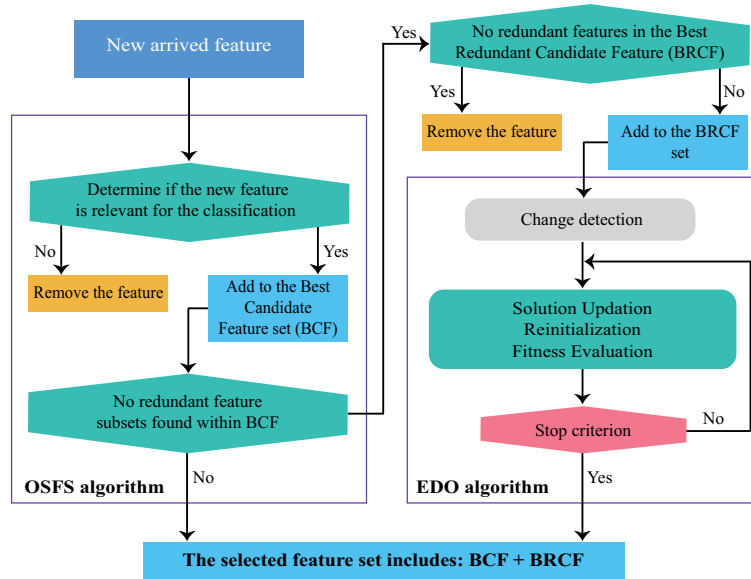 New arrived feature
Determine if the new feature
is relevant for the classification
No
Yes
Remove the feature
Add to the Best
Candidate
Feature set (BCF)
No redundant feature
subsets found within BCF
No
OSFS algorithm
Yes
No redundant features in the Best
Redundant Candidate Feature (BRCF)
Yes
No
Remove the feature
Add to the BRCF
set
Change detection
Solution Updation
Reinitialization
Fitness Evaluation
Stop criterion
No
Yes
EDO algorithm
The selected feature set includes: BCF + BRCF